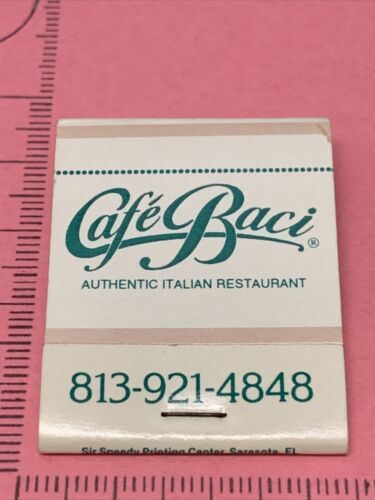 Café Baci ®
AUTHENTIC ITALIAN RESTAURANT
813-921-4848
Sir Speedy Printing Center, Sarasota, FL